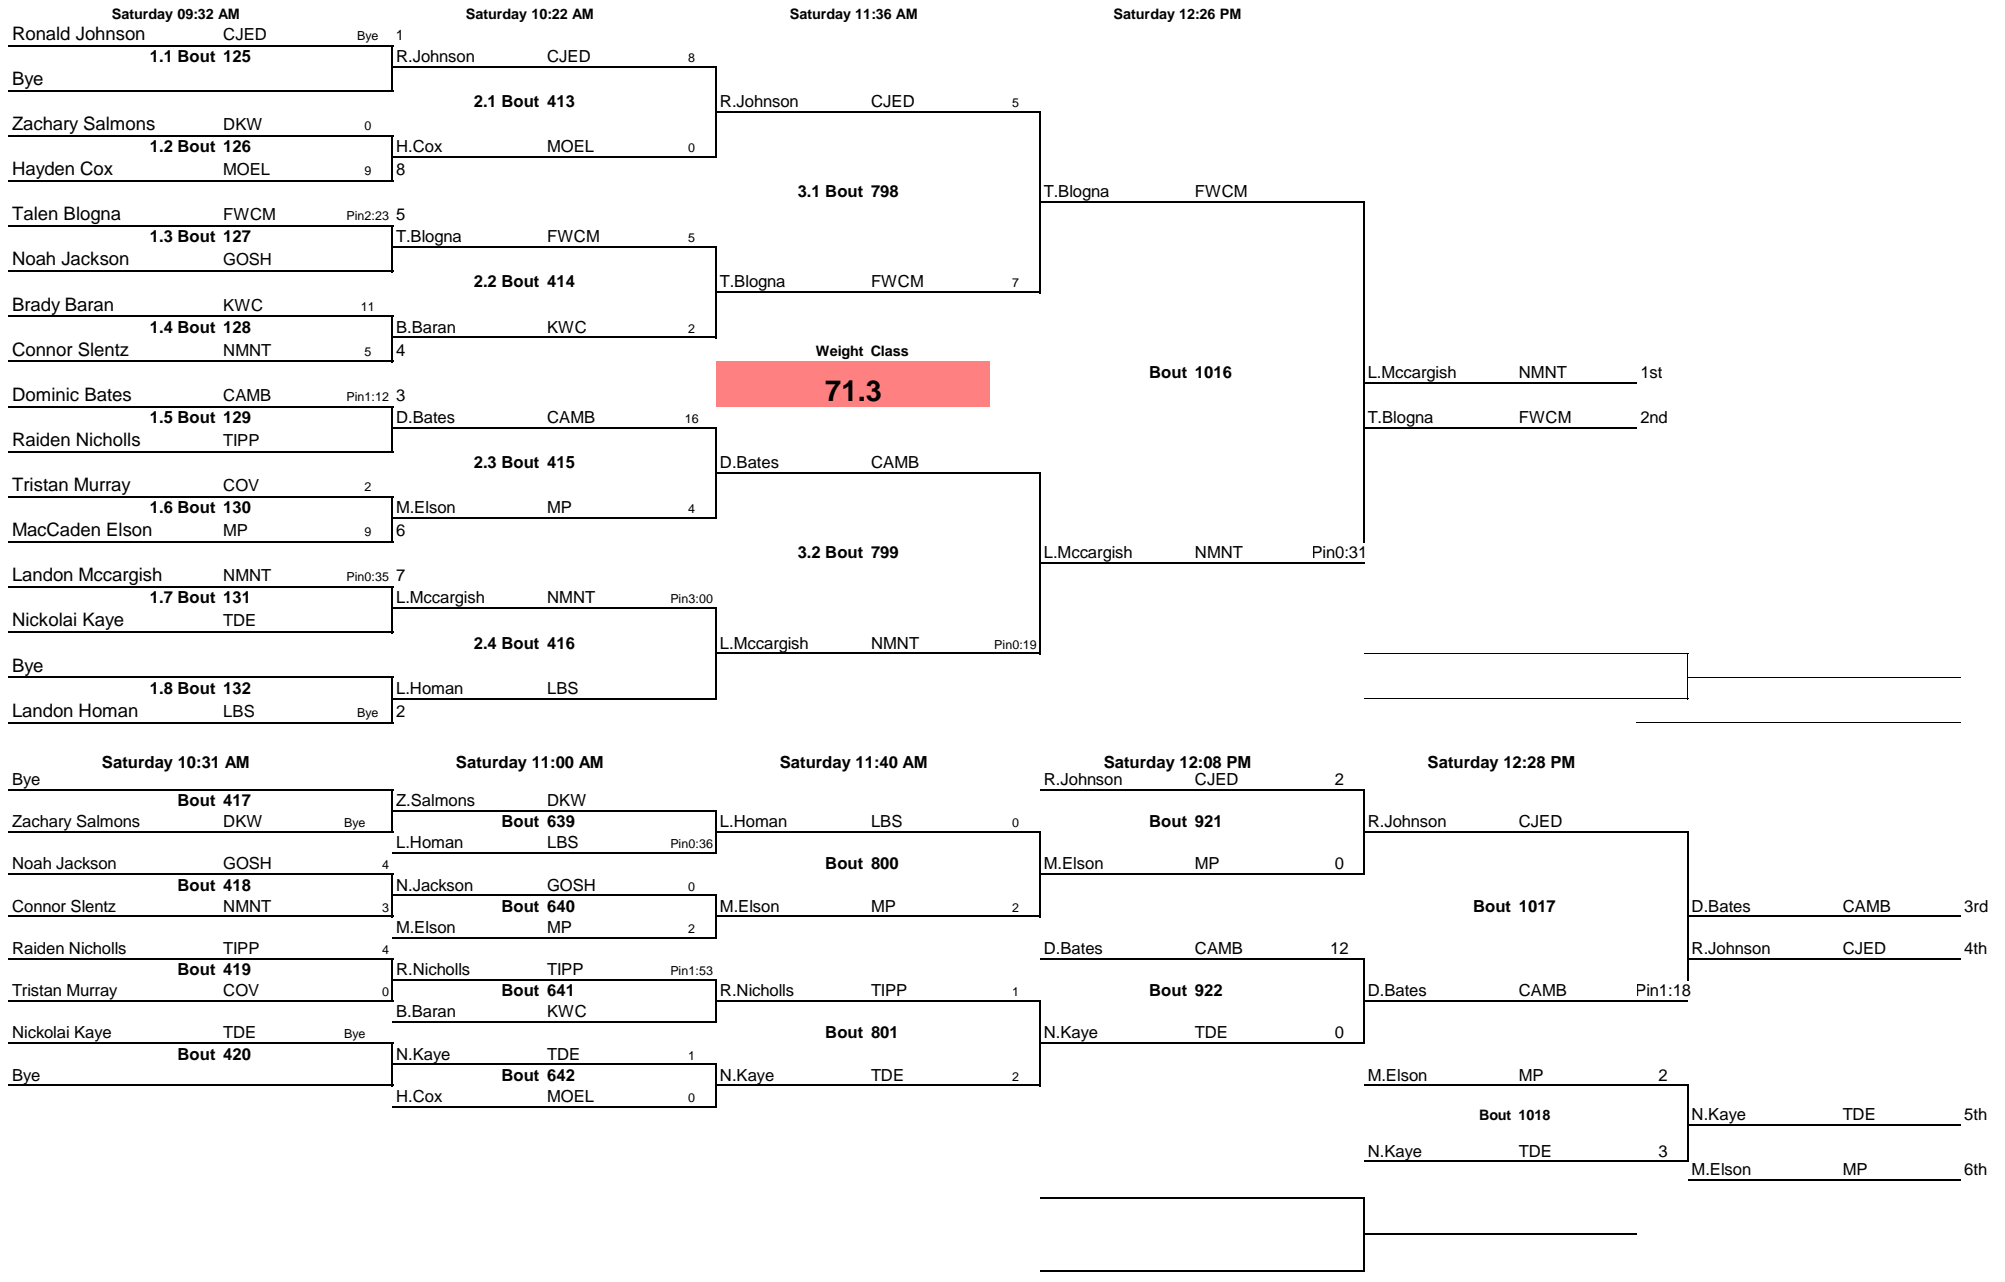 Saturday 09:32 AM Saturday 10:22 AM Saturday 11:36 AM Saturday 12:26 PM
Ronald Johnson CJED Bye 1
1.1 Bout 125 R.Johnson CJED 8
Bye
2.1 Bout 413 R.Johnson CJED 5
Zachary Salmons DKW 0
1.2 Bout 126 H.Cox MOEL 0
Hayden Cox MOEL 9 8
3.1 Bout 798 T.Blogna FWCM
Talen Blogna FWCM Pin2:23 5
1.3 Bout 127 T.Blogna FWCM 5
Noah Jackson GOSH
2.2 Bout 414 T.Blogna FWCM 7
Brady Baran KWC 11
1.4 Bout 128 B.Baran KWC 2
Connor Slentz NMNT 5 4 Weight Class
Bout 1016 L.Mccargish NMNT 1st
Dominic Bates CAMB Pin1:12 3 71.3
1.5 Bout 129 D.Bates CAMB 16 T.Blogna FWCM 2nd
Raiden Nicholls TIPP
2.3 Bout 415 D.Bates CAMB
Tristan Murray COV 2
1.6 Bout 130 M.Elson MP 4
MacCaden Elson MP 9 6
3.2 Bout 799 L.Mccargish NMNT Pin0:31
Landon Mccargish NMNT Pin0:35 7
1.7 Bout 131 L.Mccargish NMNT Pin3:00
Nickolai Kaye TDE
2.4 Bout 416 L.Mccargish NMNT Pin0:19
Bye
1.8 Bout 132 L.Homan LBS
Landon Homan LBS Bye 2
Saturday 10:31 AM Saturday 11:00 AM Saturday 11:40 AM Saturday 12:08 PM Saturday 12:28 PM
Bye R.Johnson CJED 2
Bout 417 Z.Salmons DKW
Zachary Salmons DKW Bye Bout 639 L.Homan LBS 0 Bout 921 R.Johnson CJED
L.Homan LBS Pin0:36
Noah Jackson GOSH 4 Bout 800 M.Elson MP 0
Bout 418 N.Jackson GOSH 0
Connor Slentz NMNT 3 Bout 640 M.Elson MP 2 Bout 1017 D.Bates CAMB 3rd
M.Elson MP 2
Raiden Nicholls TIPP 4 D.Bates CAMB 12 R.Johnson CJED 4th
Bout 419 R.Nicholls TIPP Pin1:53
Tristan Murray COV 0 Bout 641 R.Nicholls TIPP 1 Bout 922 D.Bates CAMB Pin1:18
B.Baran KWC
Nickolai Kaye TDE Bye Bout 801 N.Kaye TDE 0
Bout 420 N.Kaye TDE 1
Bye Bout 642 N.Kaye TDE 2 M.Elson MP 2
H.Cox MOEL 0
Bout 1018 N.Kaye TDE 5th
N.Kaye TDE 3
M.Elson MP 6th